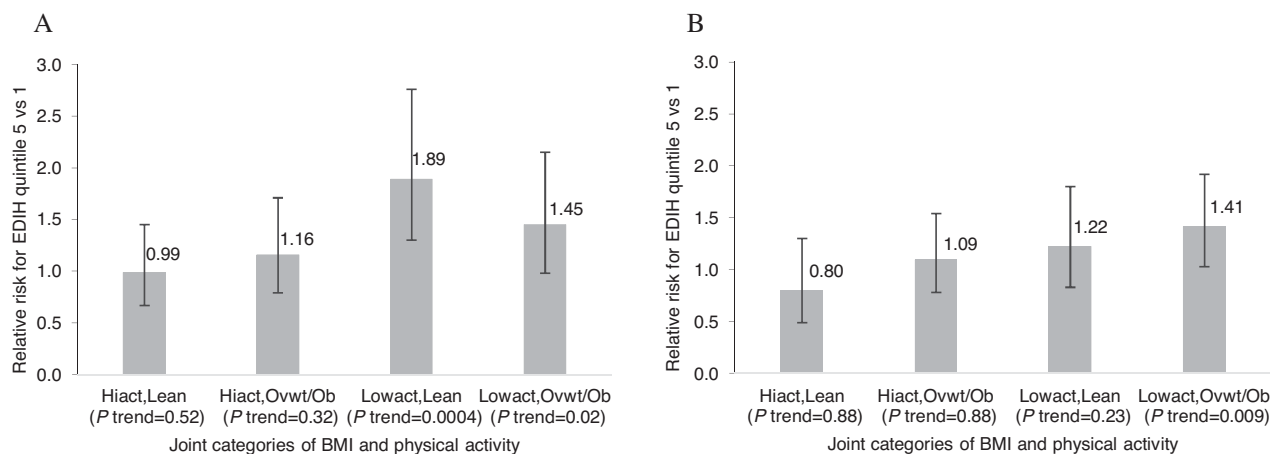 A
Relative risk for EDIH quintile 5 vs 1
3.0
2.5
2.0
1.5
1.0
0.5
0.0
0.99
1.16
1.89
1.45
Hiact,Lean Hiact,Ovwt/Ob Lowact,Lean Lowact,Ovwt/Ob
(P trend=0.52) (P trend=0.32) (P trend=0.0004) (P trend=0.02)
Joint categories of BMI and physical activity
B
Relative risk for EDIH quintile 5 vs 1
3.0
2.5
2.0
1.5
1.0
0.5
0.0
0.80
1.09
1.22
1.41
Hiact,Lean Hiact,Ovwt/Ob Lowact,Lean Lowact,Ovwt/Ob
(P trend=0.88) (P trend=0.88) (P trend=0.23) (P trend=0.009)
Joint categories of BMI and physical activity